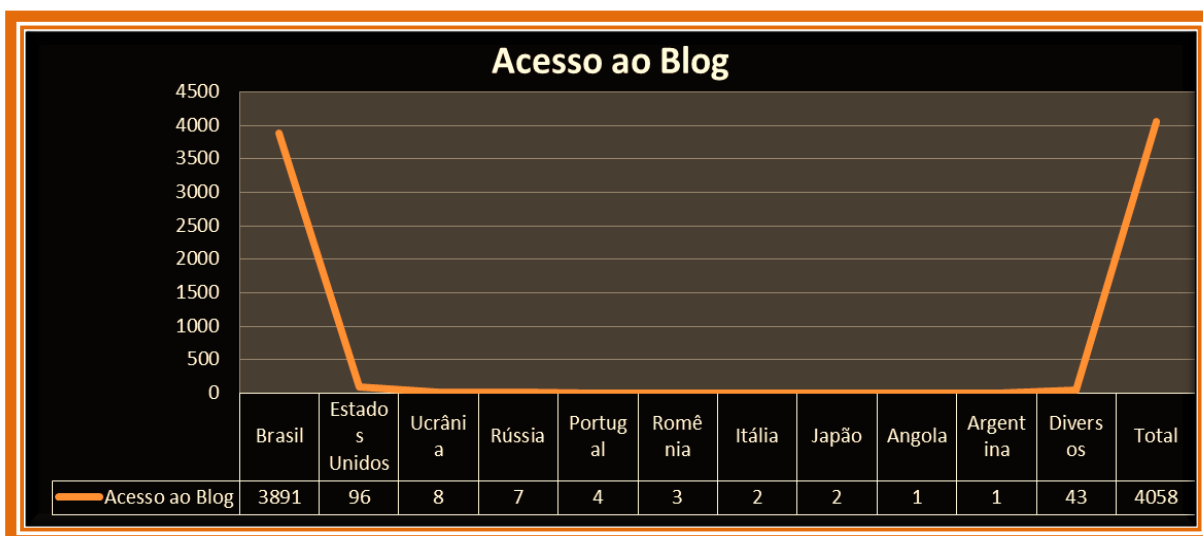 Acesso ao Blog
4500
4000
3500
3000
2500
2000
1500
1000
500
0
Brasil
Estado
s
Unidos
Ucrâni
a
Rússia
Portug
al
Romê
nia
Itália
Japão
Angola
Argent
ina
Divers
os
Total
Acesso ao Blog 3891 96 8 7 4 3 2 2 1 1 43 4058